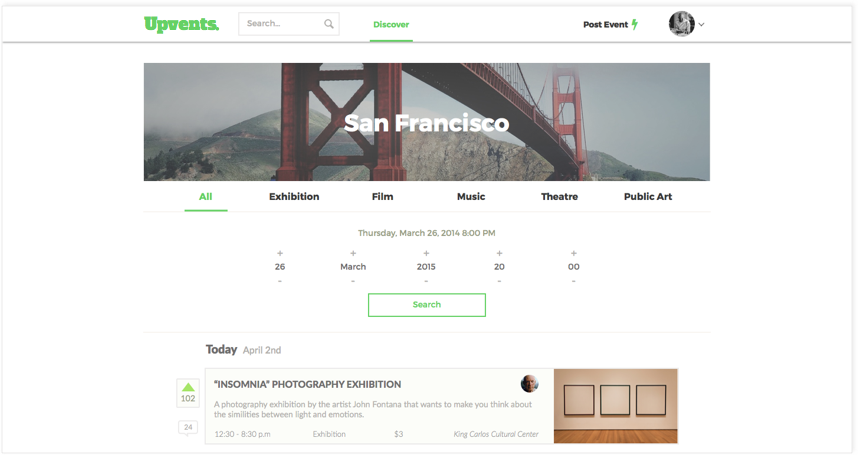 Upvents. Search... Discover Post Event
San Francisco
All Exhibition Film Music Theatre Public Art
Thursday, March 26, 2014 8:00 PM
+ + + + +
26 March 2015 20 00
- - - - -
Search
Today April 2nd
102
"INSOMNIA" PHOTOGRAPHY EXHIBITION
A photography exhibition by the artist John Fontana that wants to make you think about
the similities between light and emotions.
24
12:30 - 8:30 p.m Exhibition $3 King Carlos Cultural Center